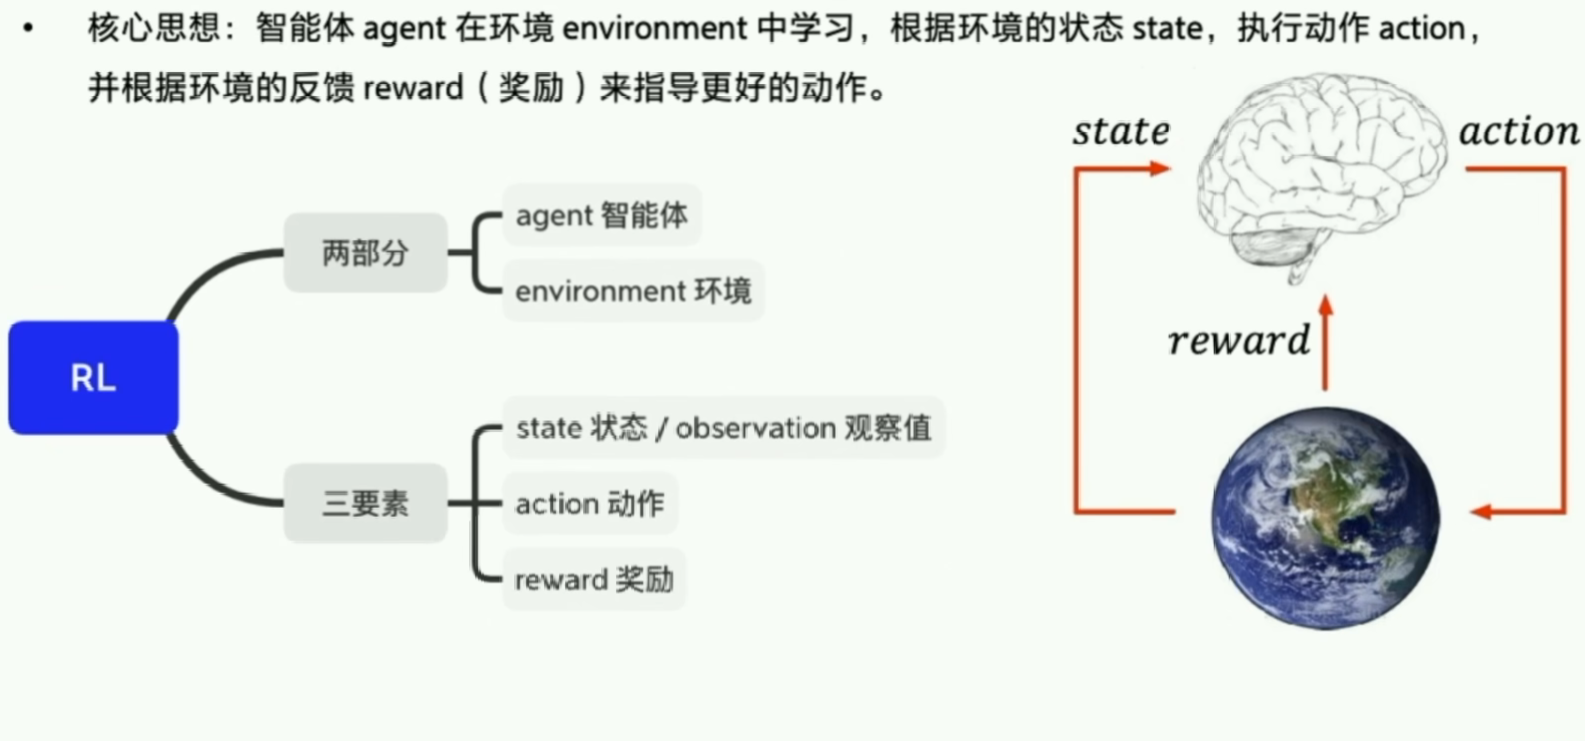 • 核心思想：智能体 agent 在环境 environment 中学习，根据环境的状态 state，执行动作 action，
并根据环境的反馈 reward（奖励）来指导更好的动作。
state
action
reward
RL
两部分
agent 智能体
environment 环境
三要素
state 状态 / observation 观察值
action 动作
reward 奖励